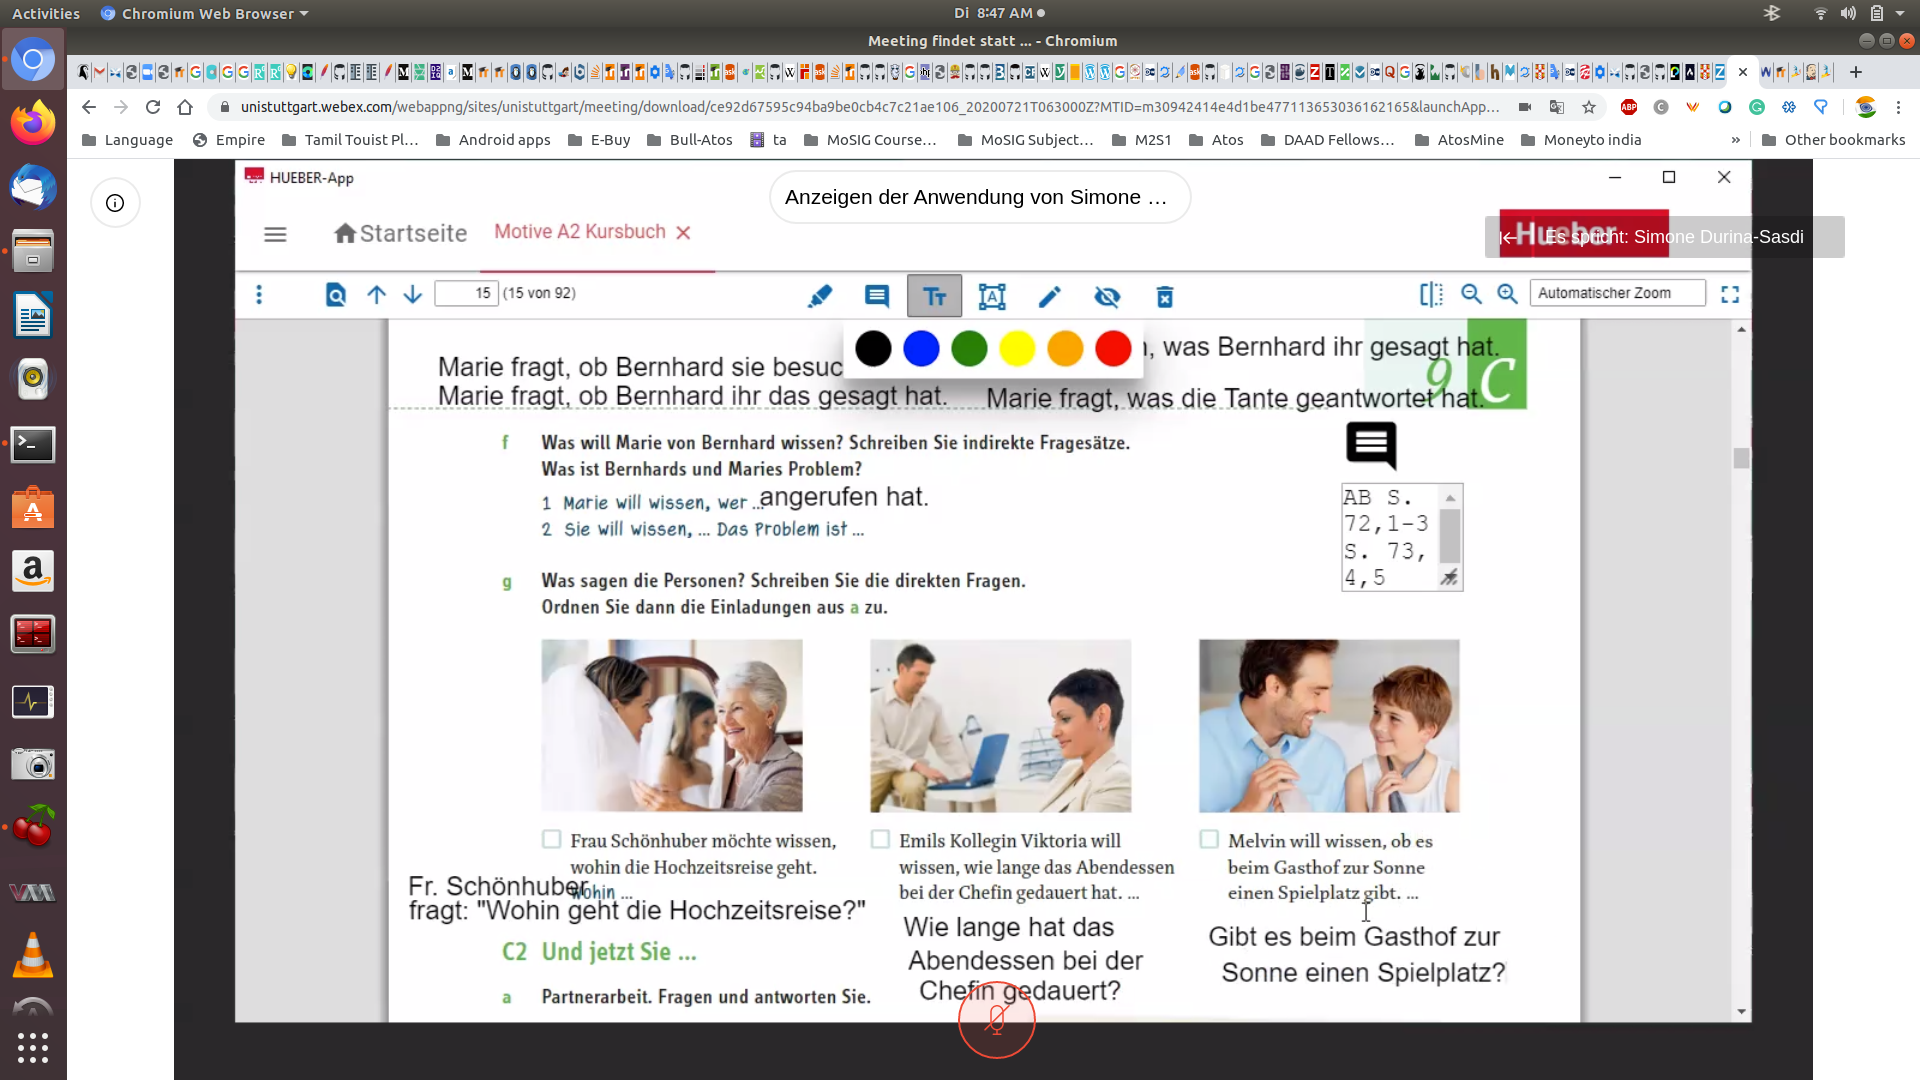 Activities
Chromium Web Browser
Di 8:47 AM
Meeting findet statt ... - Chromium
unistuttgart.webex.com/webappng/sites/unistuttgart/meeting/download/ce92d67595c94ba9be0cb4c7c21ae106_20200721T063000Z?MTID=m30942414e4d1be477113653036162165&launchApp...
Language
Empire
Tamil Touist Pl...
Android apps
E-Buy
Bull-Atos
ta
MoSIG Course...
MoSIG Subject...
M2S1
Atos
DAAD Fellows...
AtosMine
Moneyto india
»
Other bookmarks
HUEBER-App
Anzeigen der Anwendung von Simone ...
Startseite
Motive A2 Kursbuch
Hueber
Es spricht: Simone Durina-Sasdi
15 (15 von 92)
Automatischer Zoom
Marie fragt, ob Bernhard sie besuc
, was Bernhard ihr gesagt hat.
Marie fragt, ob Bernhard ihr das gesagt hat.
Marie fragt, was die Tante geantwortet hat.
9 C
f Was will Marie von Bernhard wissen? Schreiben Sie indirekte Fragesätze.
Was ist Bernhards und Maries Problem?
1 Marie will wissen, wer ... angerufen hat.
2 Sie will wissen, ... Das Problem ist ...
AB S.
72,1-3
S. 73,
4,5
g Was sagen die Personen? Schreiben Sie die direkten Fragen.
Ordnen Sie dann die Einladungen aus a zu.
Frau Schönhuber möchte wissen,
wohin die Hochzeitsreise geht.
Wohin ...
Fr. Schönhuber
fragt: "Wohin geht die Hochzeitsreise?"
Emils Kollegin Viktoria will
wissen, wie lange das Abendessen
bei der Chefin gedauert hat. ...
Wie lange hat das
Abendessen bei der
Chefin gedauert?
Melvin will wissen, ob es
beim Gasthof zur Sonne
einen Spielplatz gibt. ...
Gibt es beim Gasthof zur
Sonne einen Spielplatz?
C2 Und jetzt Sie ...
a Partnerarbeit. Fragen und antworten Sie.